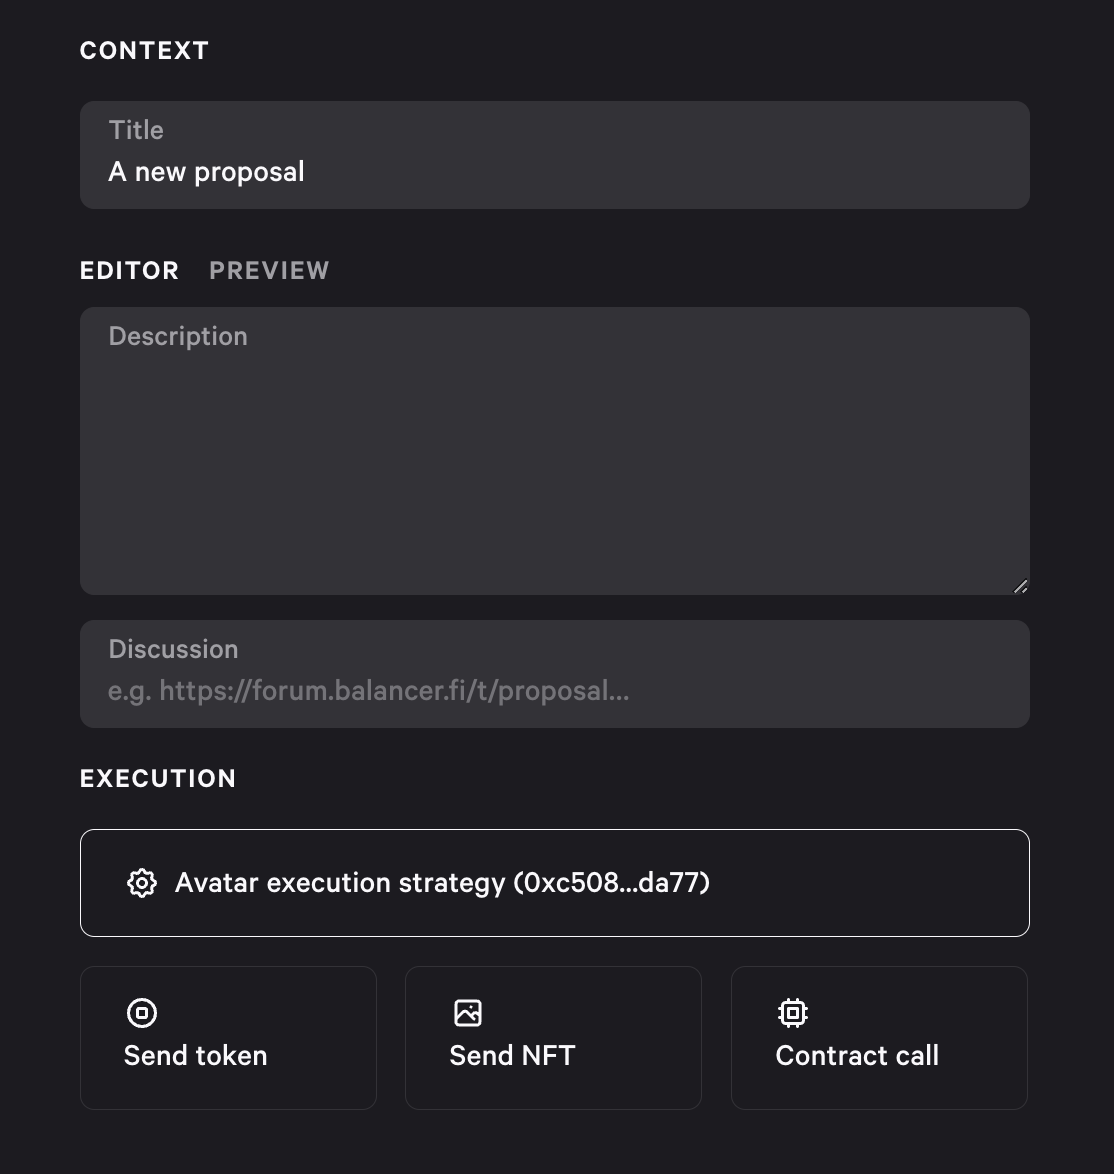 CONTEXT
Title
A new proposal
EDITOR PREVIEW
Description
Discussion
e.g. https://forum.balancer.fi/t/proposal...
EXECUTION
Avatar execution strategy (0xc508...da77)
Send token Send NFT Contract call